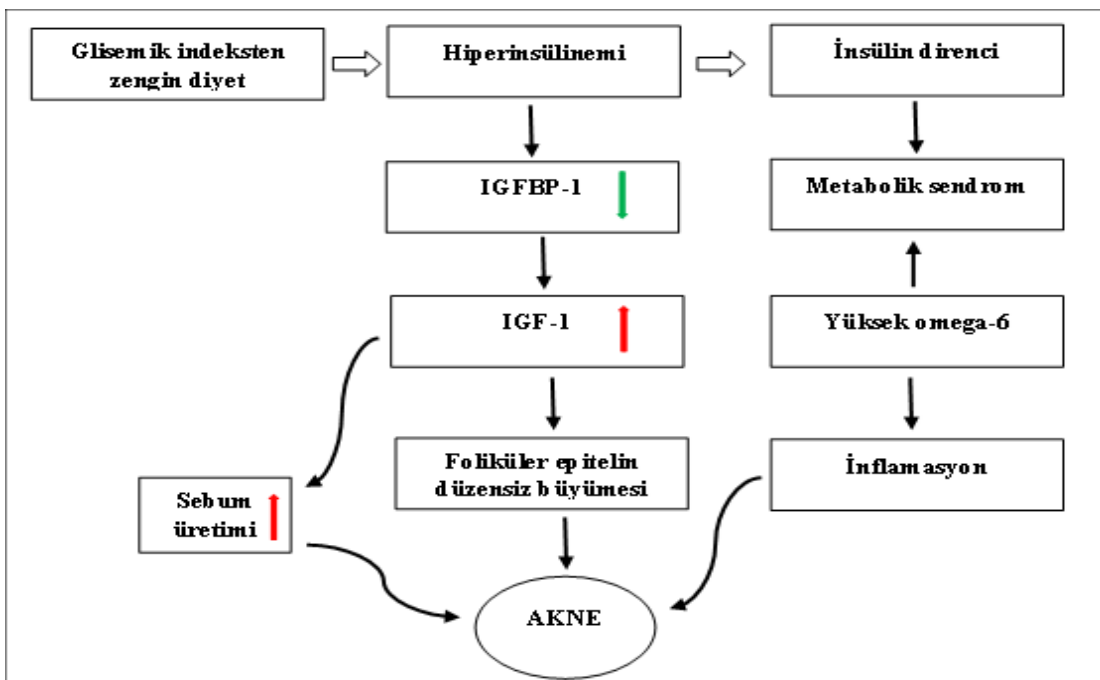 Glisemik indeksten
zengin diyet
Hiperinsülinemi
İnsülin direnci
IGFBP-1
Metabolik sendrom
IGF-1
Yüksek omega-6
Foliküler epitelin
düzensiz büyümesi
İnflamasyon
Sebum
üretimi
AKNE